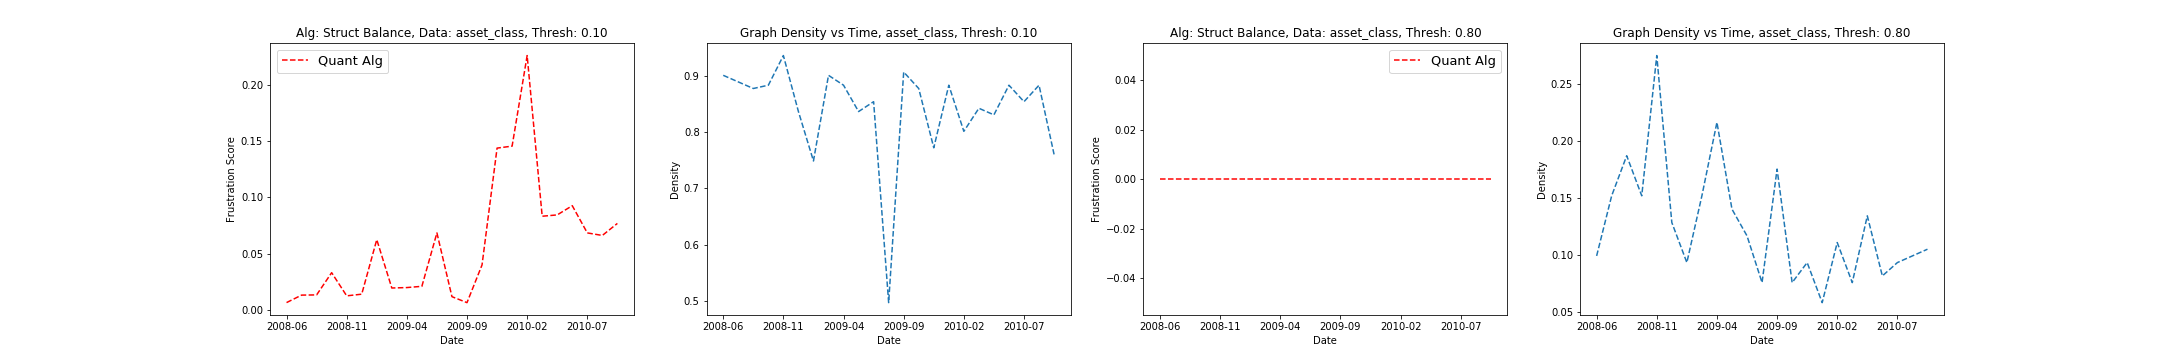 Alg: Struct Balance, Data: asset_class, Thresh: 0.10
Quant Alg
Frustration Score
0.20
0.15
0.10
0.05
0.00
2008-06 2008-11 2009-04 2009-09 2010-02 2010-07
Date
Graph Density vs Time, asset_class, Thresh: 0.10
Density
0.9
0.8
0.7
0.6
0.5
2008-06 2008-11 2009-04 2009-09 2010-02 2010-07
Date
Alg: Struct Balance, Data: asset_class, Thresh: 0.80
Quant Alg
Frustration Score
0.04
0.02
0.00
−0.02
−0.04
2008-06 2008-11 2009-04 2009-09 2010-02 2010-07
Date
Graph Density vs Time, asset_class, Thresh: 0.80
Density
0.25
0.20
0.15
0.10
0.05
2008-06 2008-11 2009-04 2009-09 2010-02 2010-07
Date